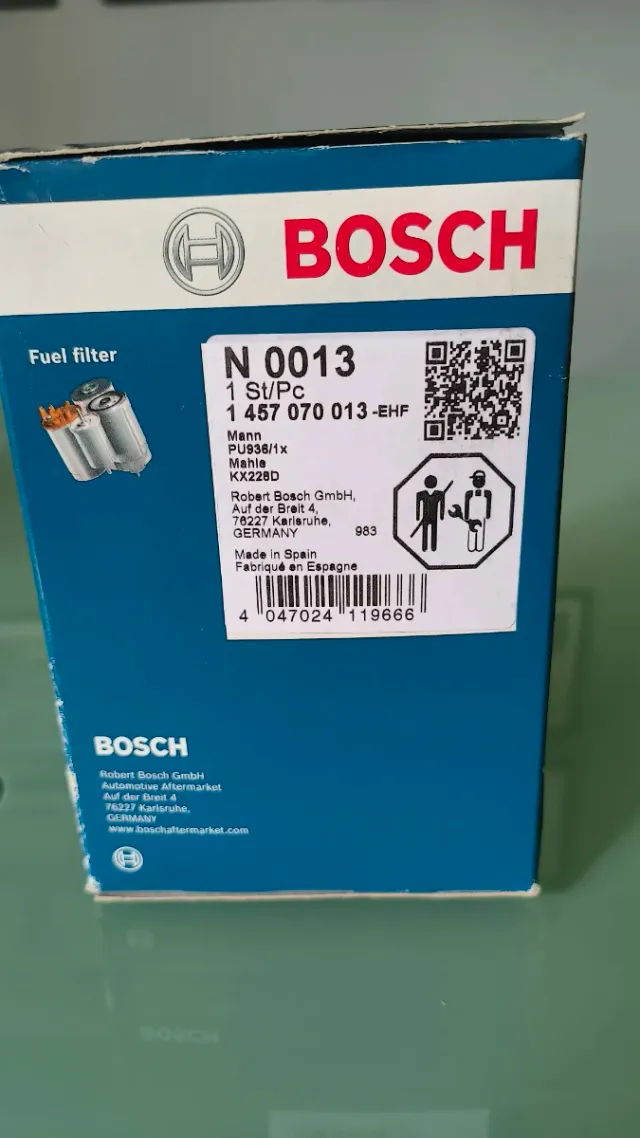 BOSCH
Fuel filter
N 0013
1 St/Pc
1 457 070 013 -EHF
Mann
PU936/1x
Mahle
KX228D
Robert Bosch GmbH,
Auf der Breit 4,
76227 Karlsruhe,
GERMANY 983
Made in Spain
Fabriqué en Espagne
4 047024 119666
BOSCH
Robert Bosch GmbH
Automotive Aftermarket
Auf der Breit 4
76227 Karlsruhe,
GERMANY
www.boschaftermarket.com
BOSCH